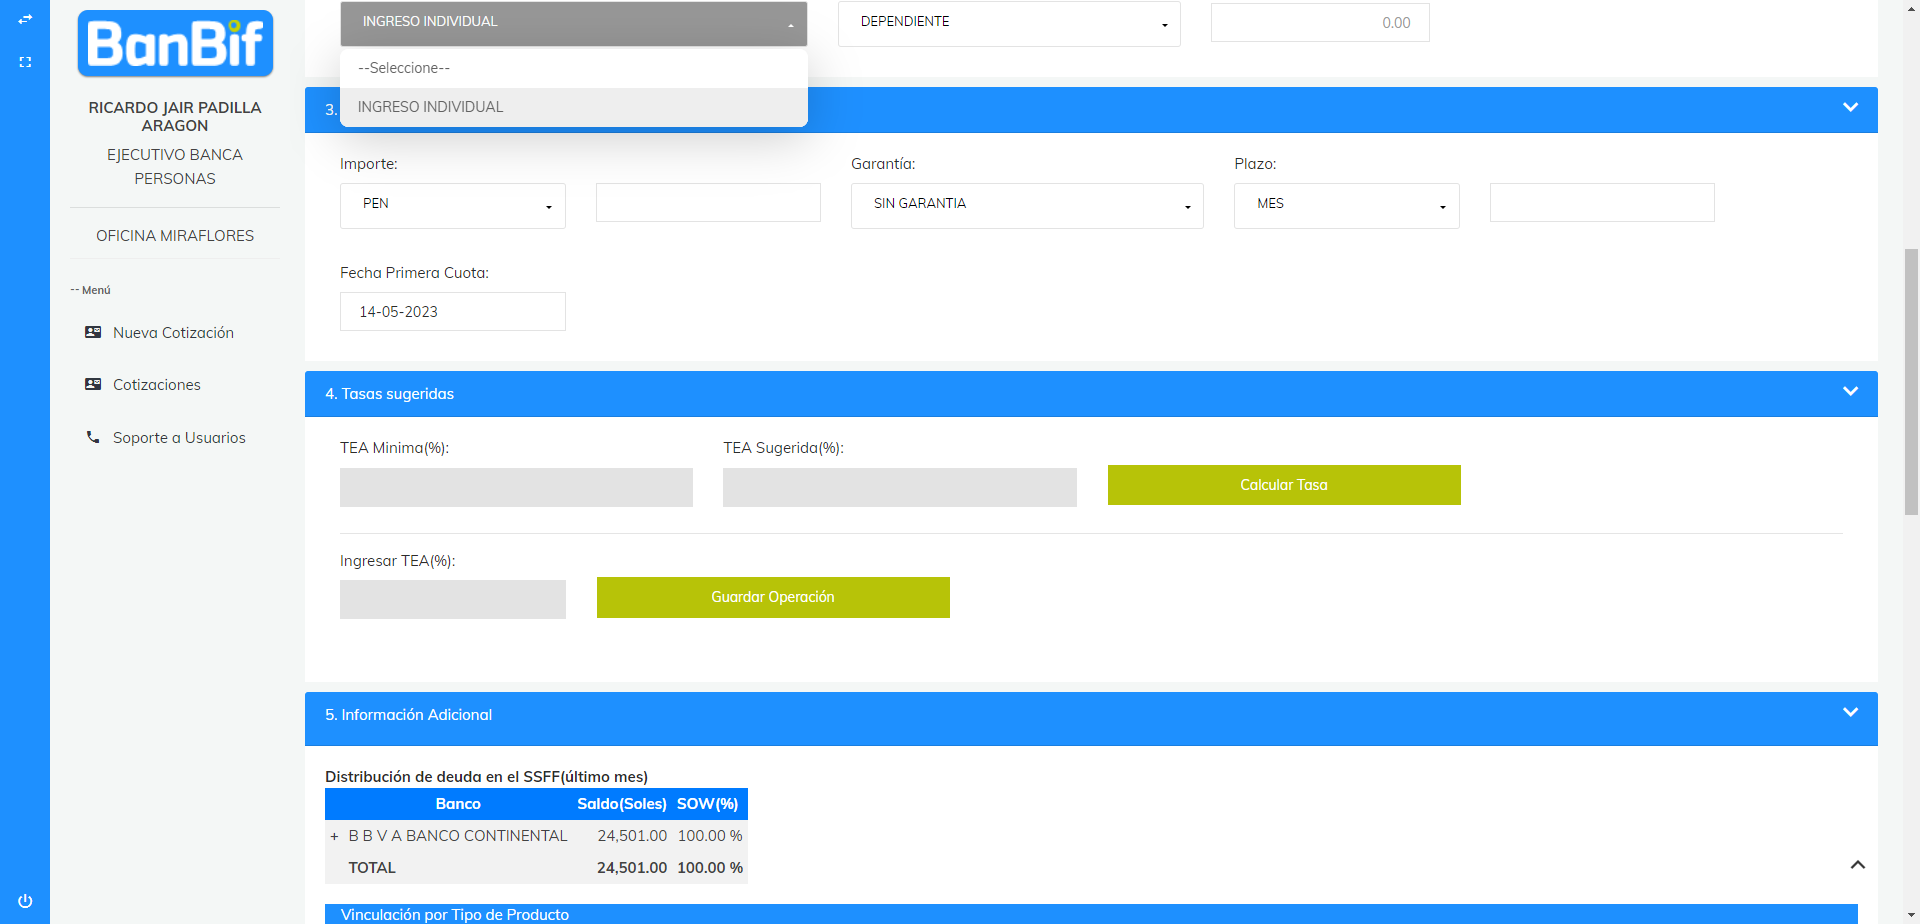 BanBif
RICARDO JAIR PADILLA
ARAGON
EJECUTIVO BANCA
PERSONAS
OFICINA MIRAFLORES
-- Menú
Nueva Cotización
Cotizaciones
Soporte a Usuarios
INGRESO INDIVIDUAL
DEPENDIENTE
0.00
--Seleccione--
INGRESO INDIVIDUAL
3.
Importe:
Garantía:
Plazo:
PEN
SIN GARANTIA
MES
Fecha Primera Cuota:
14-05-2023
4. Tasas sugeridas
TEA Minima(%):
TEA Sugerida(%):
Calcular Tasa
Ingresar TEA(%):
Guardar Operación
5. Información Adicional
Distribución de deuda en el SSFF(último mes)
Banco Saldo(Soles) SOW(%)
+ B B V A BANCO CONTINENTAL 24,501.00 100.00 %
TOTAL 24,501.00 100.00 %
Vinculación por Tipo de Producto